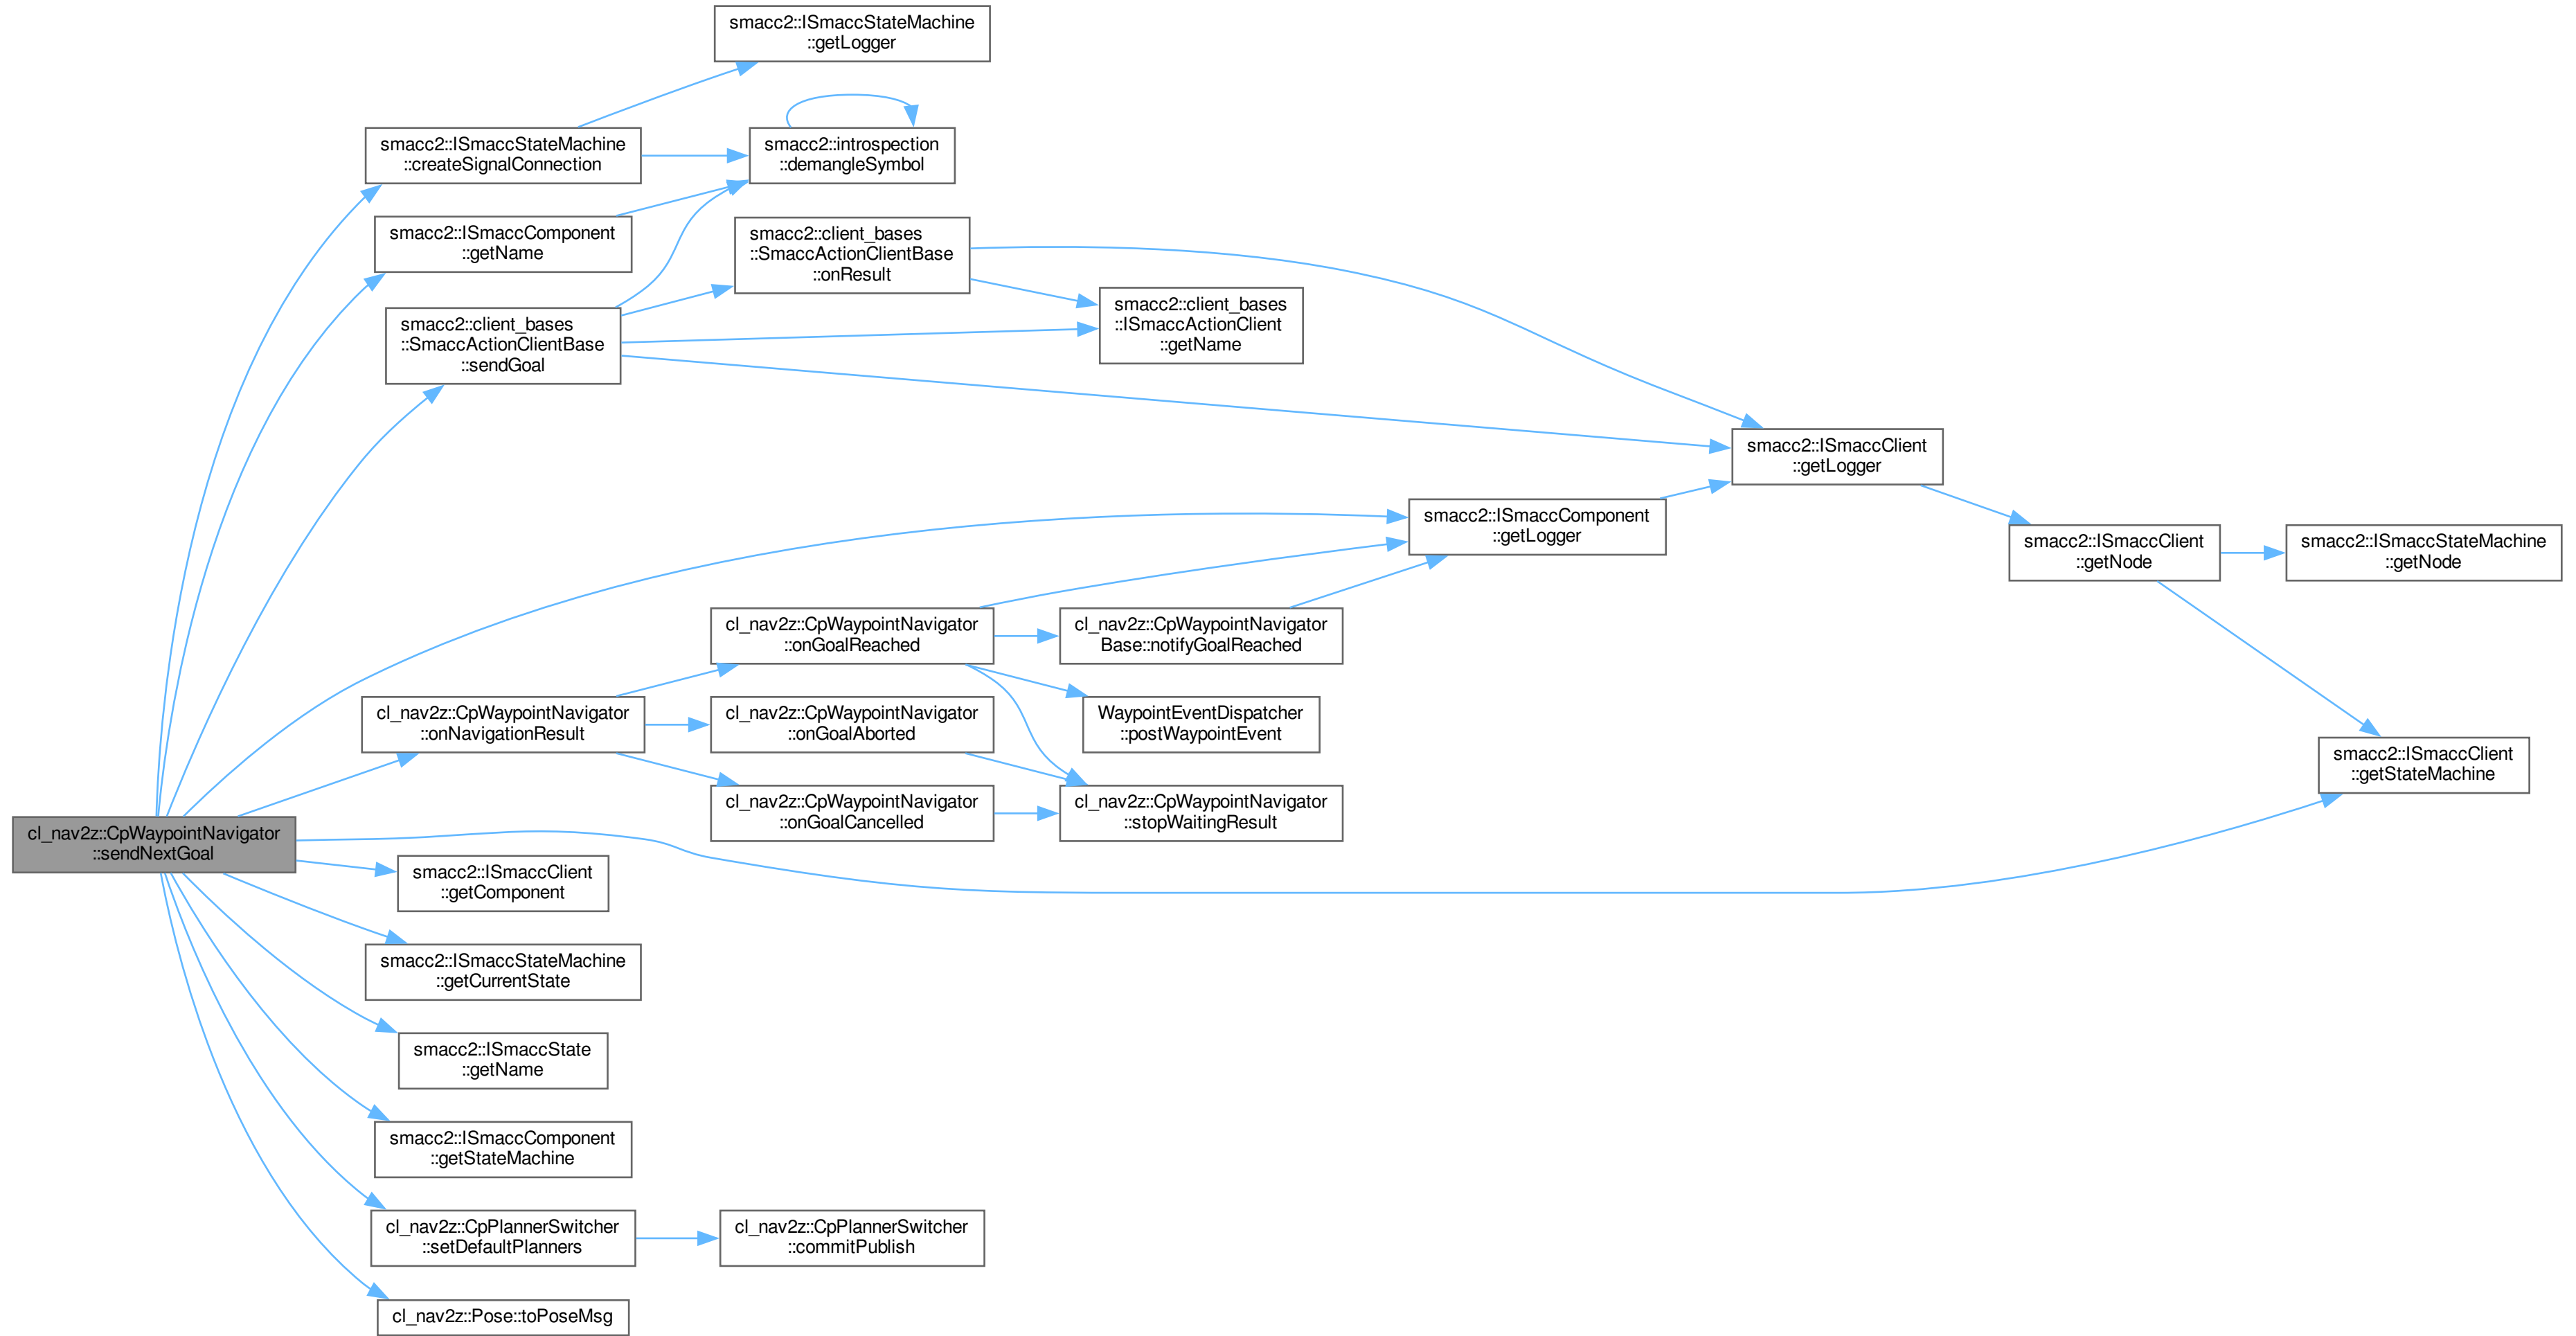 smacc2::ISmaccStateMachine
::getLogger
smacc2::ISmaccStateMachine
::createSignalConnection
smacc2::introspection
::demangleSymbol
smacc2::ISmaccComponent
::getName
smacc2::client_bases
::SmaccActionClientBase
::onResult
smacc2::client_bases
::SmaccActionClientBase
::sendGoal
smacc2::client_bases
::ISmaccActionClient
::getName
smacc2::ISmaccClient
::getLogger
smacc2::ISmaccComponent
::getLogger
smacc2::ISmaccClient
::getNode
smacc2::ISmaccStateMachine
::getNode
cl_nav2z::CpWaypointNavigator
::onGoalReached
cl_nav2z::CpWaypointNavigator
Base::notifyGoalReached
cl_nav2z::CpWaypointNavigator
::onNavigationResult
cl_nav2z::CpWaypointNavigator
::onGoalAborted
WaypointEventDispatcher
::postWaypointEvent
smacc2::ISmaccClient
::getStateMachine
cl_nav2z::CpWaypointNavigator
::onGoalCancelled
cl_nav2z::CpWaypointNavigator
::stopWaitingResult
cl_nav2z::CpWaypointNavigator
::sendNextGoal
smacc2::ISmaccClient
::getComponent
smacc2::ISmaccStateMachine
::getCurrentState
smacc2::ISmaccState
::getName
smacc2::ISmaccComponent
::getStateMachine
cl_nav2z::CpPlannerSwitcher
::setDefaultPlanners
cl_nav2z::CpPlannerSwitcher
::commitPublish
cl_nav2z::Pose::toPoseMsg